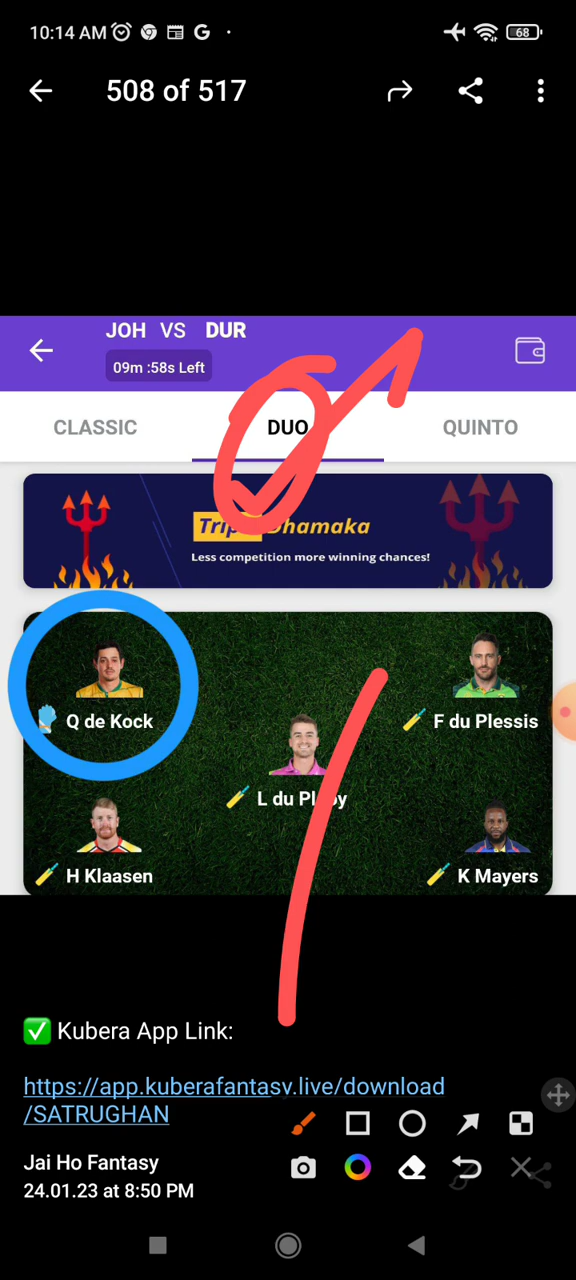 10:14 AM
68
508 of 517
JOH VS DUR
09m :58s Left
CLASSIC DUO QUINTO
Dhamaka
Less competition more winning chances!
Q de Kock
F du Plessis
L du
H Klaasen
K Mayers
✅ Kubera App Link:
https://app.kuberafantasy.live/download
/SATRUGHAN
Jai Ho Fantasy
24.01.23 at 8:50 PM